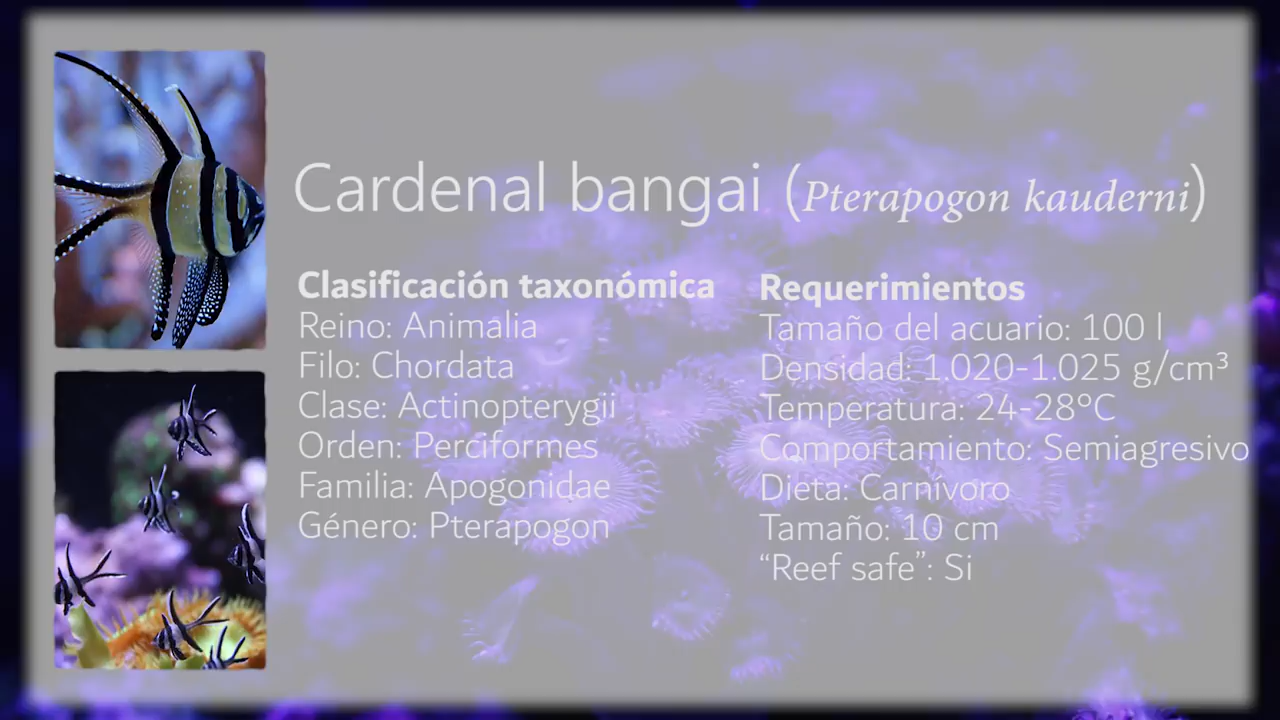 Cardenal bangai (Pterapogon kauderni)
Clasificación taxonómica
Reino: Animalia
Filo: Chordata
Clase: Actinopterygii
Orden: Perciformes
Familia: Apogonidae
Género: Pterapogon
Requerimientos
Tamaño del acuario: 100 l
Densidad: 1.020-1.025 g/cm³
Temperatura: 24-28ºC
Comportamiento: Semiagresivo
Dieta: Carnívoro
Tamaño: 10 cm
“Reef safe”: Si